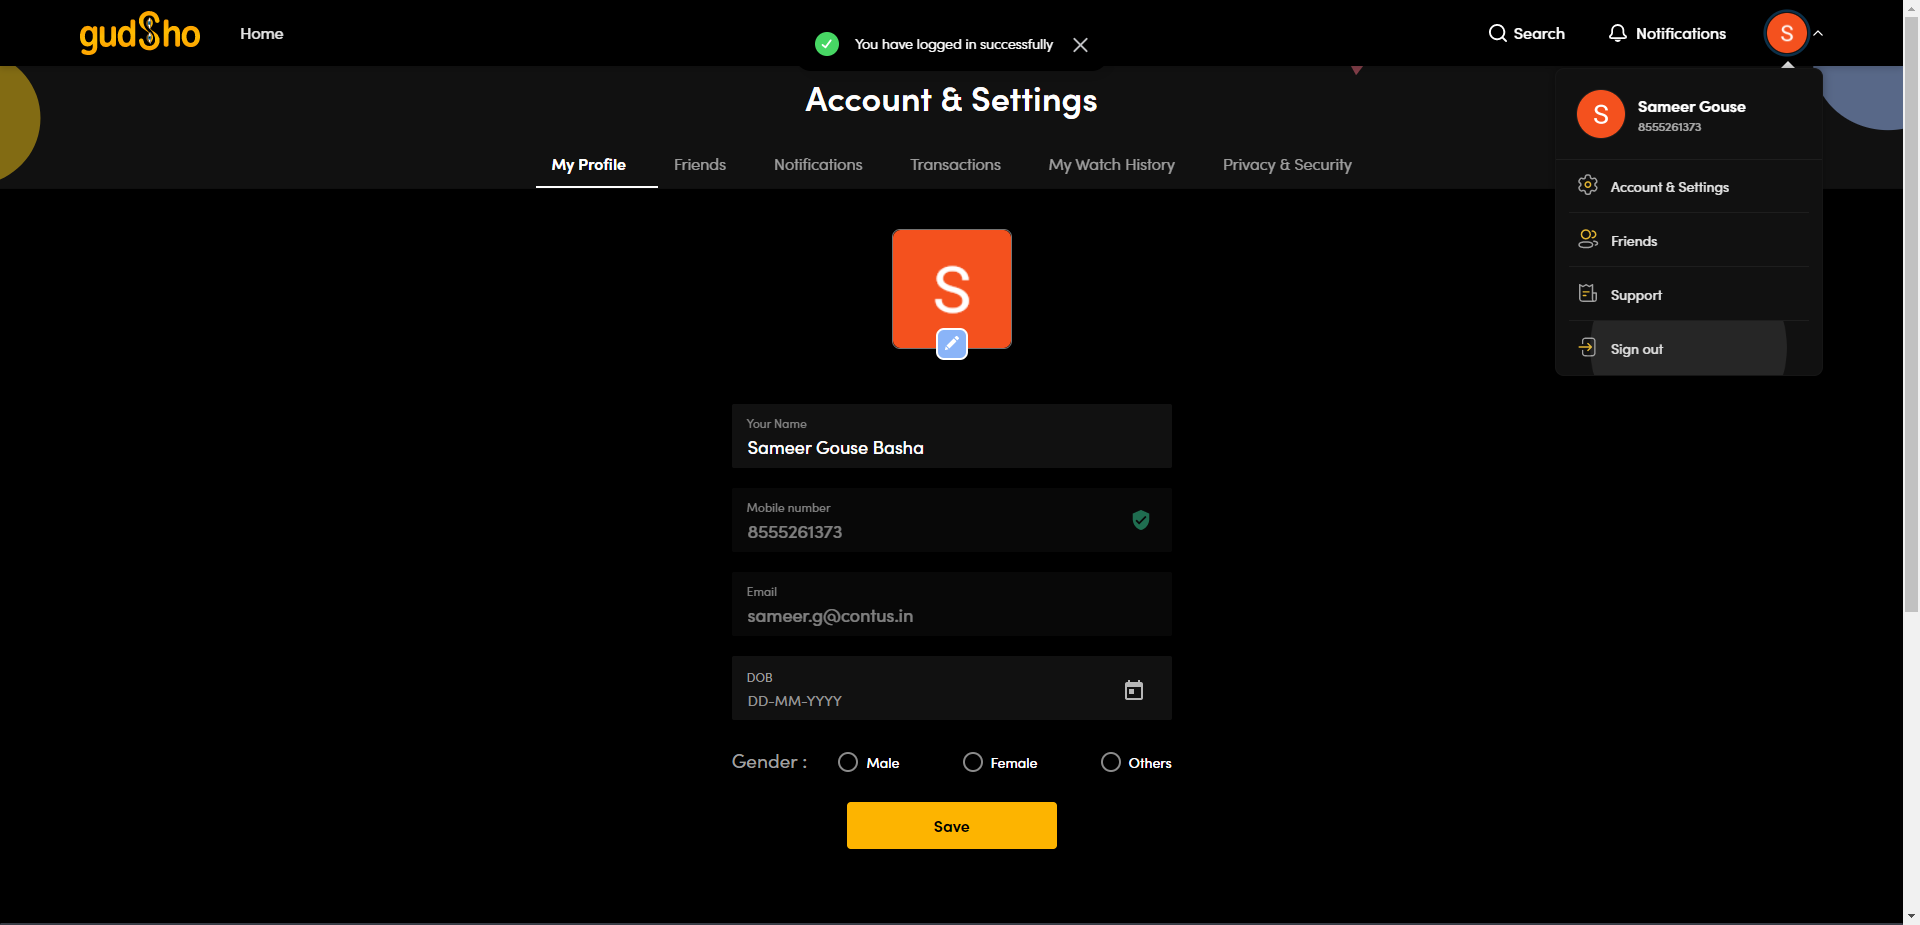 gudSho
Home
You have logged in successfully
Search
Notifications
S
Account & Settings
My Profile
Friends
Notifications
Transactions
My Watch History
Privacy & Security
S
Sameer Gouse
8555261373
Account & Settings
Friends
Support
Sign out
S
Your Name
Sameer Gouse Basha
Mobile number
8555261373
Email
sameer.g@contus.in
DOB
DD-MM-YYYY
Gender :
Male
Female
Others
Save